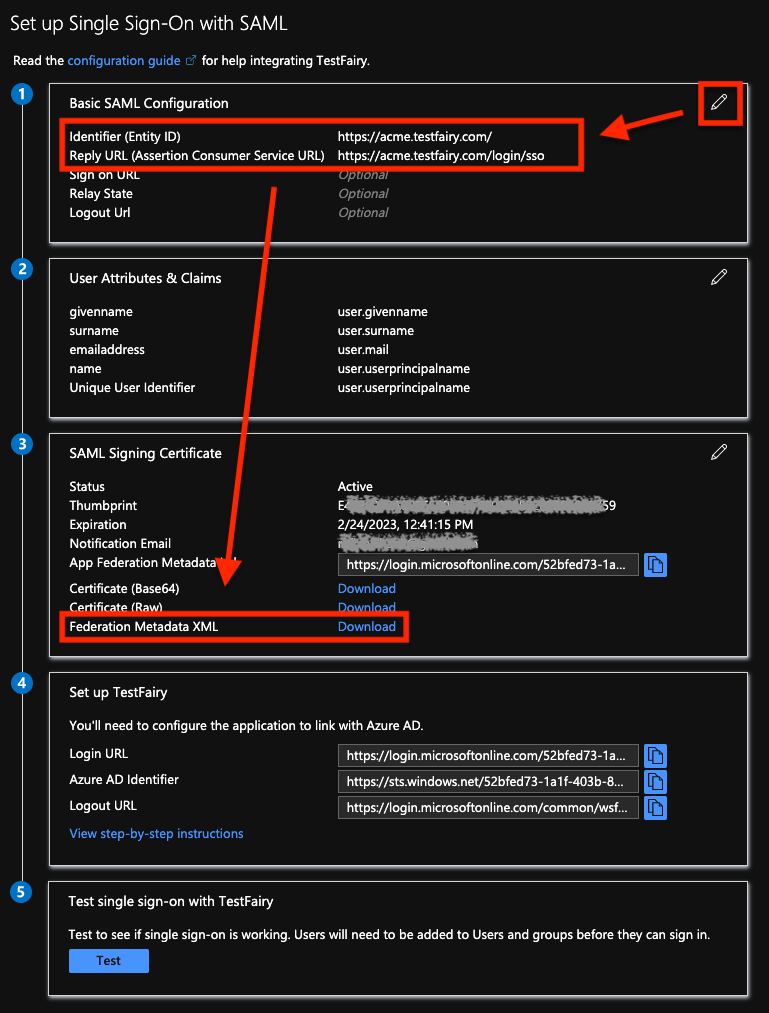 Set up Single Sign-On with SAML
Read the configuration guide for help integrating TestFairy.
1
Basic SAML Configuration
Identifier (Entity ID) https://acme.testfairy.com/
Reply URL (Assertion Consumer Service URL) https://acme.testfairy.com/login/sso
Sign on URL Optional
Relay State Optional
Logout Url Optional
2
User Attributes & Claims
givenname user.givenname
surname user.surname
emailaddress user.mail
name user.userprincipalname
Unique User Identifier user.userprincipalname
3
SAML Signing Certificate
Status Active
Thumbprint 59
Expiration 2/24/2023, 12:41:15 PM
Notification Email
App Federation Metadata https://login.microsoftonline.com/52bfed73-1a...
Certificate (Base64) Download
Certificate (Raw) Download
Federation Metadata XML Download
4
Set up TestFairy
You'll need to configure the application to link with Azure AD.
Login URL https://login.microsoftonline.com/52bfed73-1a...
Azure AD Identifier https://sts.windows.net/52bfed73-1a1f-403b-8...
Logout URL https://login.microsoftonline.com/common/wsf...
View step-by-step instructions
5
Test single sign-on with TestFairy
Test to see if single sign-on is working. Users will need to be added to Users and groups before they can sign in.
Test